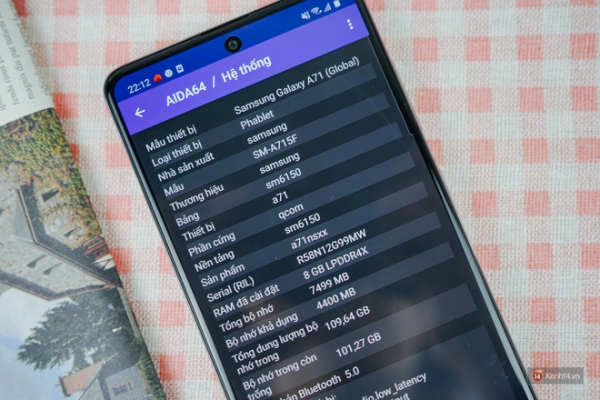 22:12
AIDA64 / Hệ thống
Mẫu thiết bị Samsung Galaxy A71 (Global)
Loại thiết bị Phablet
Nhà sản xuất samsung
Mẫu SM-A715F
Thương hiệu samsung
Bảng sm6150
Thiết bị a71
Phần cứng qcom
Nền tảng sm6150
Sản phẩm a71nsxx
Serial (RIL) R58N12G99MW
RAM đã cài đặt 8 GB LPDDR4X
Tổng bộ nhớ 7499 MB
Bộ nhớ khả dụng 4400 MB
Tổng dung lượng bộ
nhớ trong 109,64 GB
Bộ nhớ trong còn 101,27 GB
bản Bluetooth 5.0
low_latency
Kenh14.vn